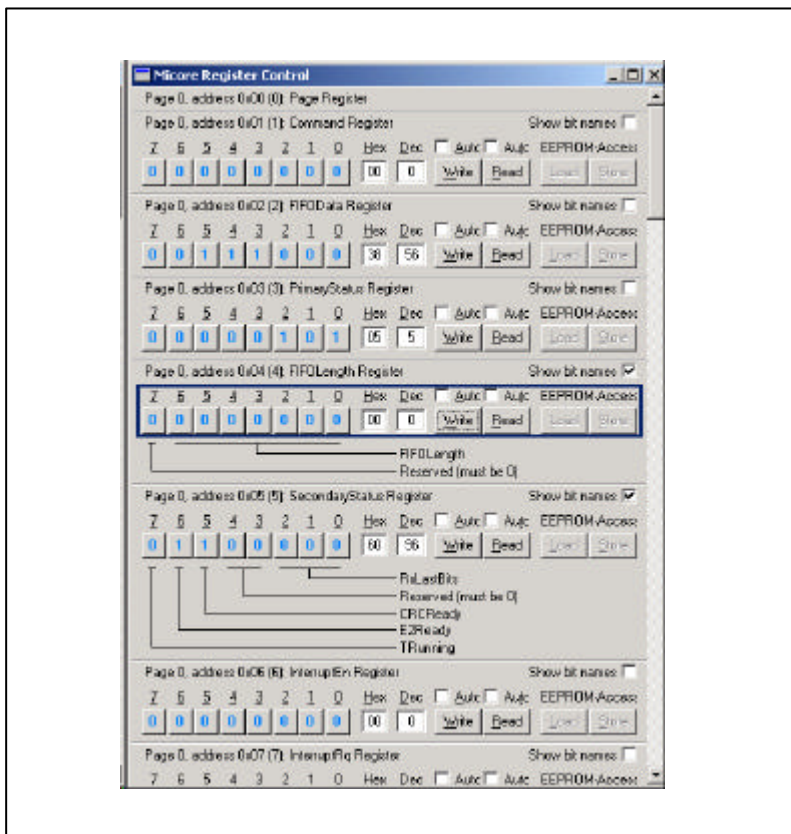 Micore Register Control
Page 0, address 0x00 (0): Page Register
Page 0, address 0x01 (1): Command Register Show bit names
7 6 5 4 3 2 1 0 Hex Dec Auto Auto EEPROM-Access
0 0 0 0 0 0 0 0 00 0 Write Read Load Store
Page 0, address 0x02 (2): FIFOData Register Show bit names
7 6 5 4 3 2 1 0 Hex Dec Auto Auto EEPROM-Access
0 0 1 1 1 0 0 0 38 56 Write Read Load Store
Page 0, address 0x03 (3): PrimaryStatus Register Show bit names
7 6 5 4 3 2 1 0 Hex Dec Auto Auto EEPROM-Access
0 0 0 0 0 1 0 1 05 5 Write Read Load Store
Page 0, address 0x04 (4): FIFOLength Register Show bit names
7 6 5 4 3 2 1 0 Hex Dec Auto Auto EEPROM-Access
0 0 0 0 0 0 0 0 00 0 Write Read Load Store
FIFOLength
Reserved (must be 0)
Page 0, address 0x05 (5): SecondaryStatus Register Show bit names
7 6 5 4 3 2 1 0 Hex Dec Auto Auto EEPROM-Access
0 1 1 0 0 0 0 0 60 96 Write Read Load Store
RxLastBits
Reserved (must be 0)
CRCReady
E2Ready
TRunning
Page 0, address 0x06 (6): InterruptEn Register Show bit names
7 6 5 4 3 2 1 0 Hex Dec Auto Auto EEPROM-Access
0 0 0 0 0 0 0 0 00 0 Write Read Load Store
Page 0, address 0x07 (7): InterruptRq Register Show bit names
7 6 5 4 3 2 1 0 Hex Dec Auto Auto EEPROM-Access